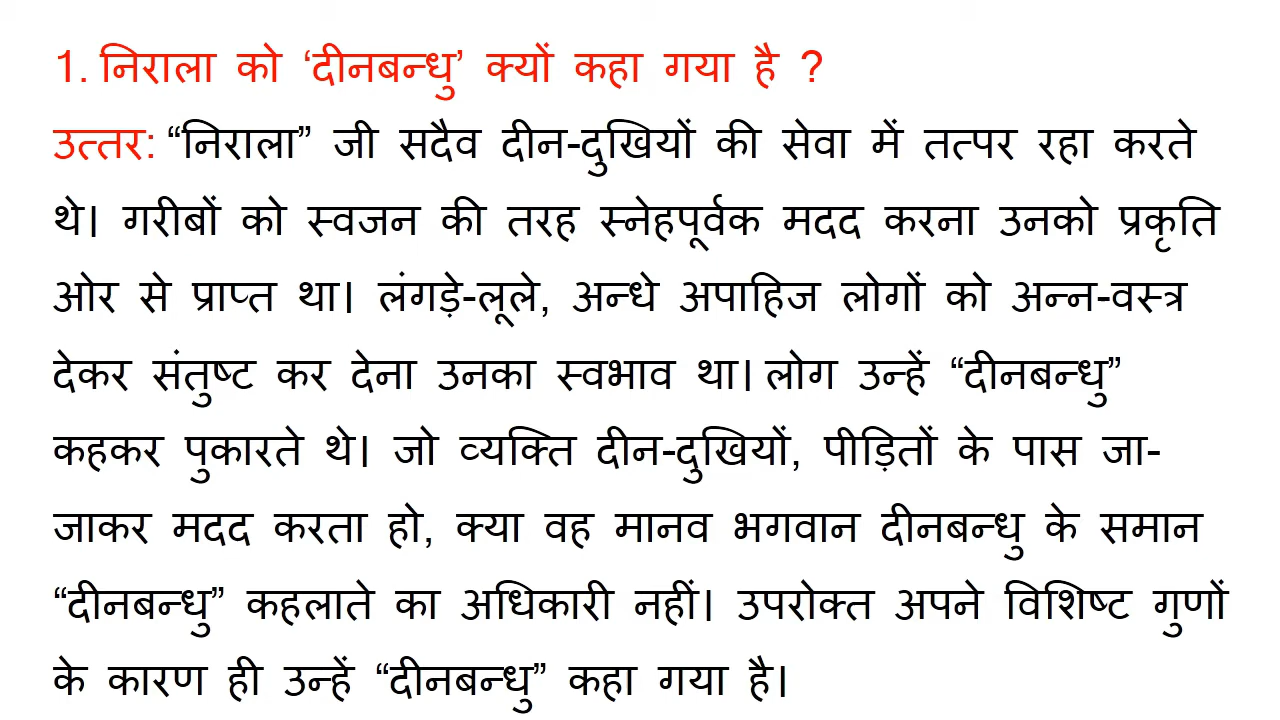 1. निराला को ‘दीनबन्धु’ क्यों कहा गया है ?
उत्तर: “निराला” जी सदैव दीन-दुखियों की सेवा में तत्पर रहा करते
थे। गरीबों को स्वजन की तरह स्नेहपूर्वक मदद करना उनको प्रकृति
ओर से प्राप्त था। लंगड़े-लूले, अन्धे अपाहिज लोगों को अन्न-वस्त्र
देकर संतुष्ट कर देना उनका स्वभाव था। लोग उन्हें “दीनबन्धु”
कहकर पुकारते थे। जो व्यक्ति दीन-दुखियों, पीड़ितों के पास जा-
जाकर मदद करता हो, क्या वह मानव भगवान दीनबन्धु के समान
“दीनबन्धु” कहलाते का अधिकारी नहीं। उपरोक्त अपने विशिष्ट गुणों
के कारण ही उन्हें “दीनबन्धु” कहा गया है।